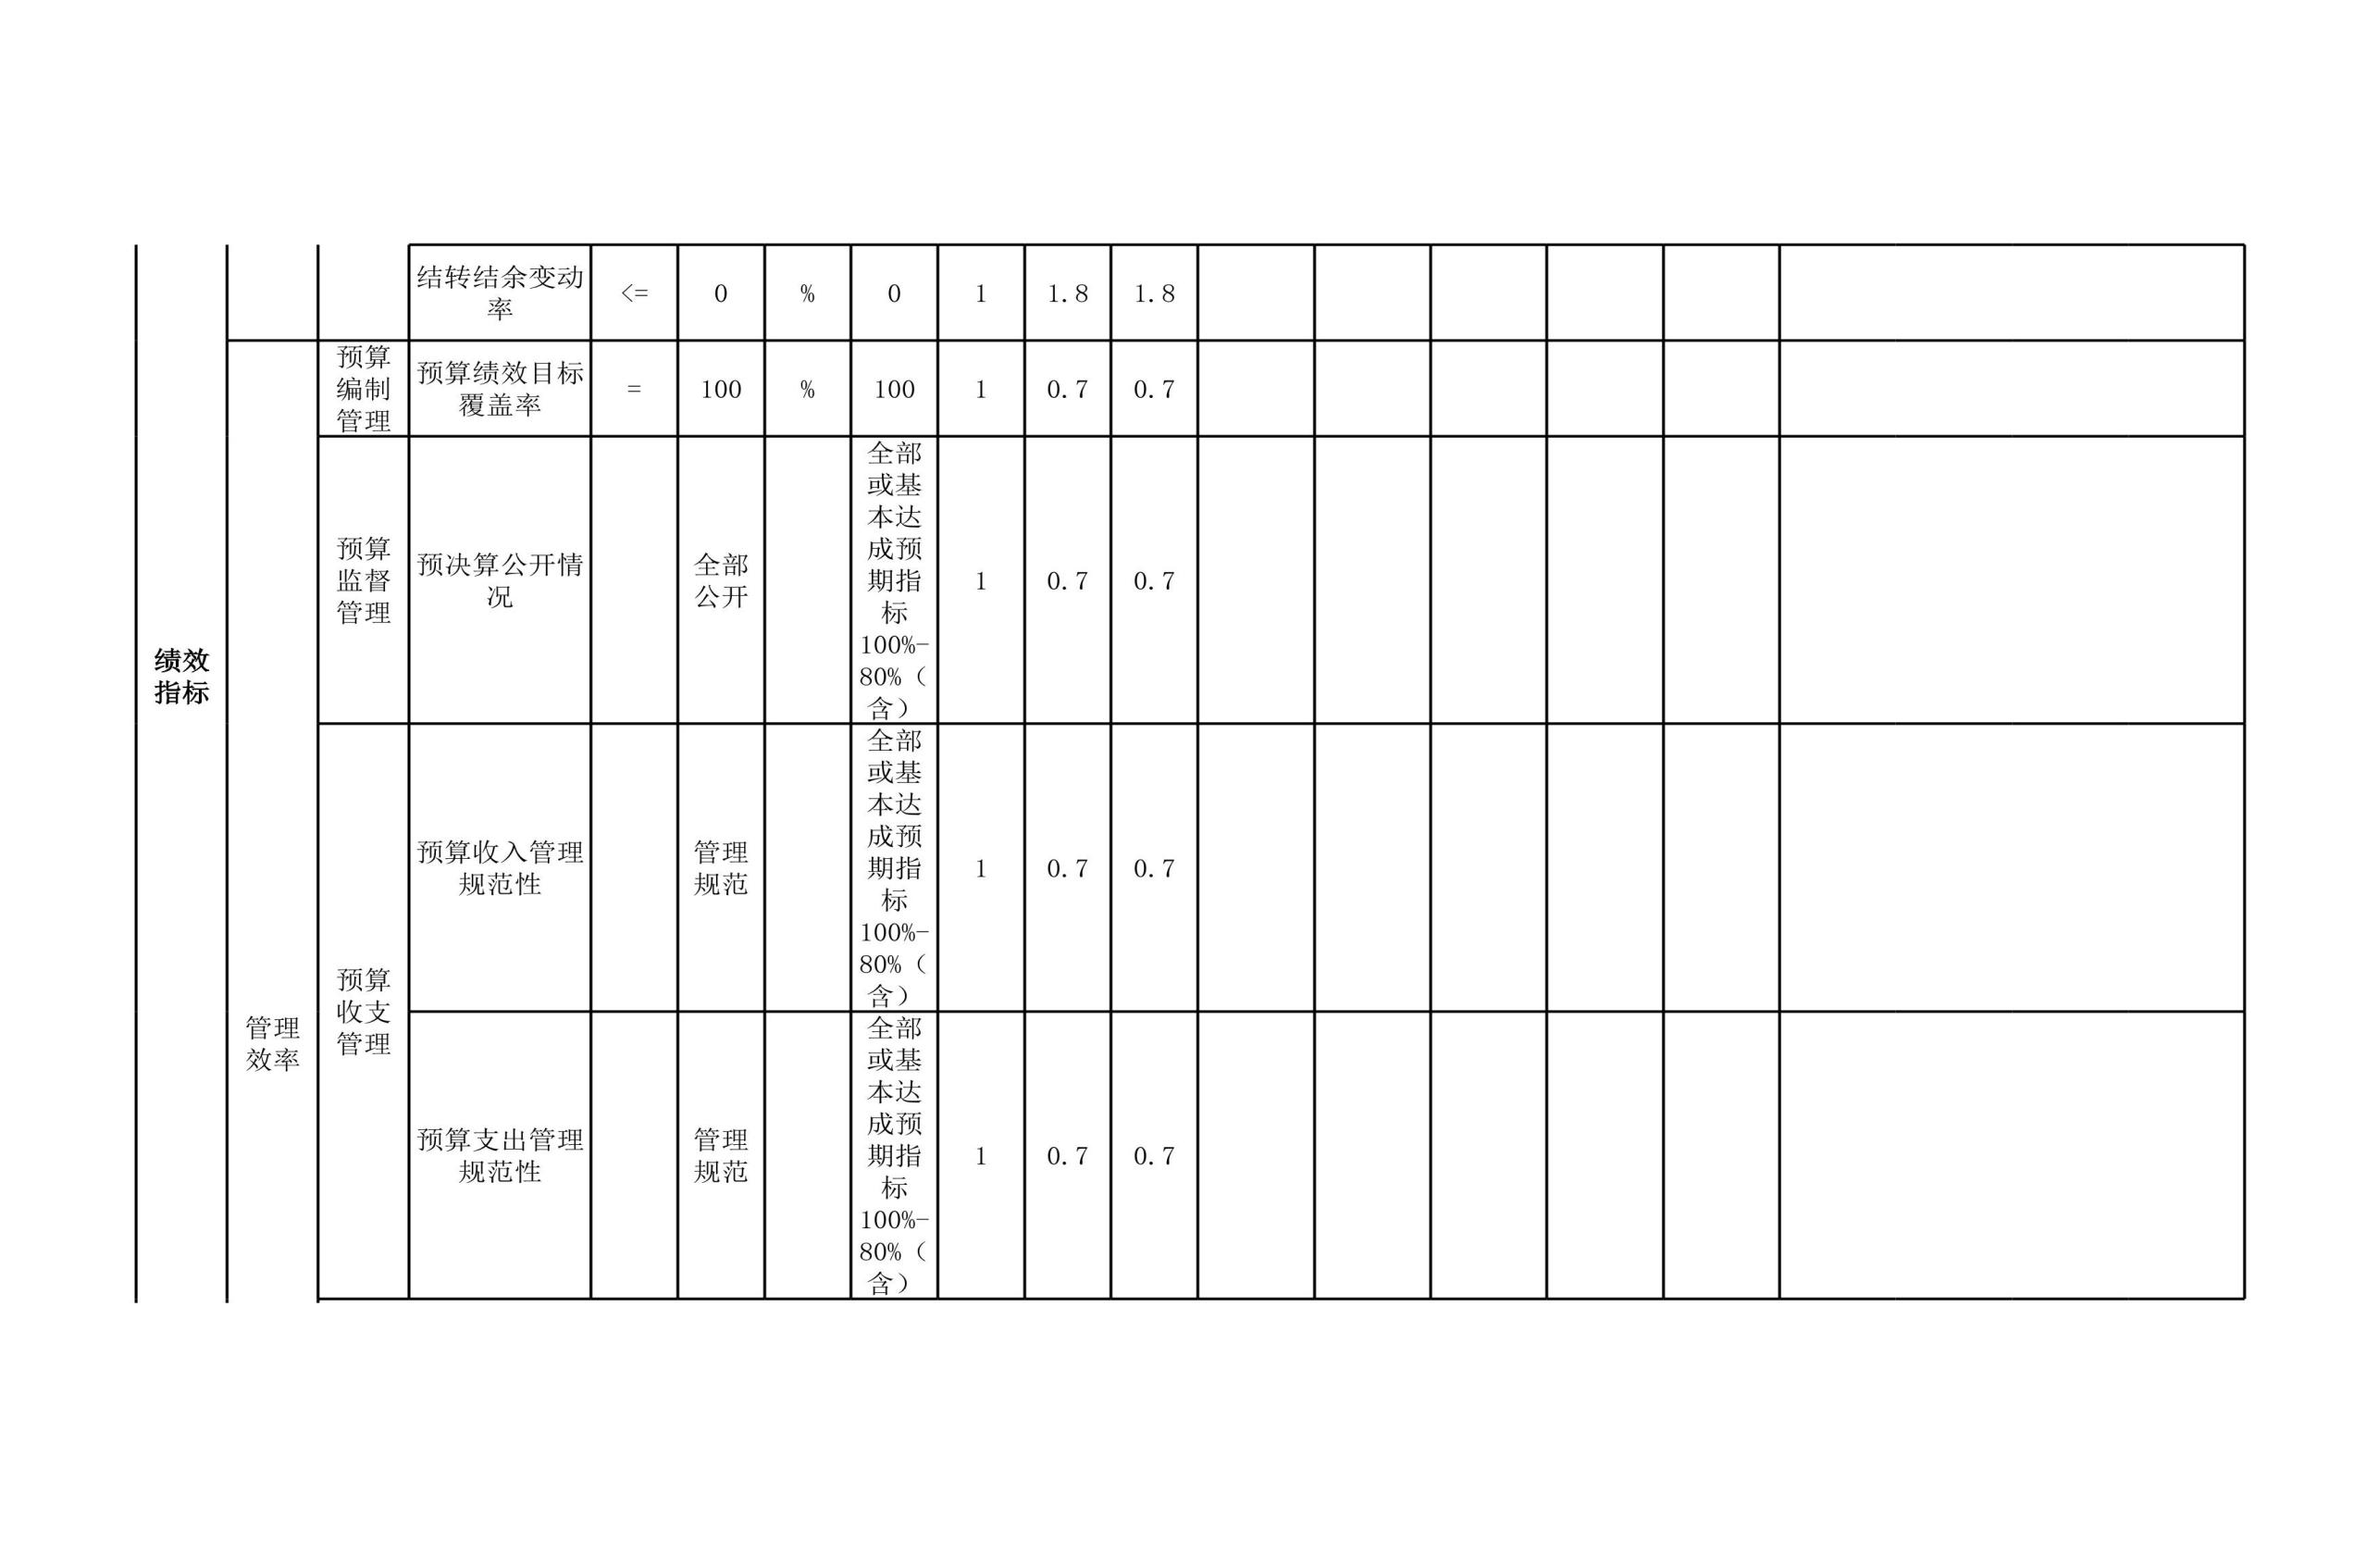 结转结余变动
率
<=
0
%
0
1
1.8
1.8
绩效
指标
管理
效率
预算
编制
管理
预算绩效目标
覆盖率
=
100
%
100
1
0.7
0.7
预算
监督
管理
预决算公开情
况
全部
公开
全部
或基
本达
成预
期指
标
100%-
80%（
含）
1
0.7
0.7
预算
收支
管理
预算收入管理
规范性
管理
规范
全部
或基
本达
成预
期指
标
100%-
80%（
含）
1
0.7
0.7
预算支出管理
规范性
管理
规范
全部
或基
本达
成预
期指
标
100%-
80%（
含）
1
0.7
0.7